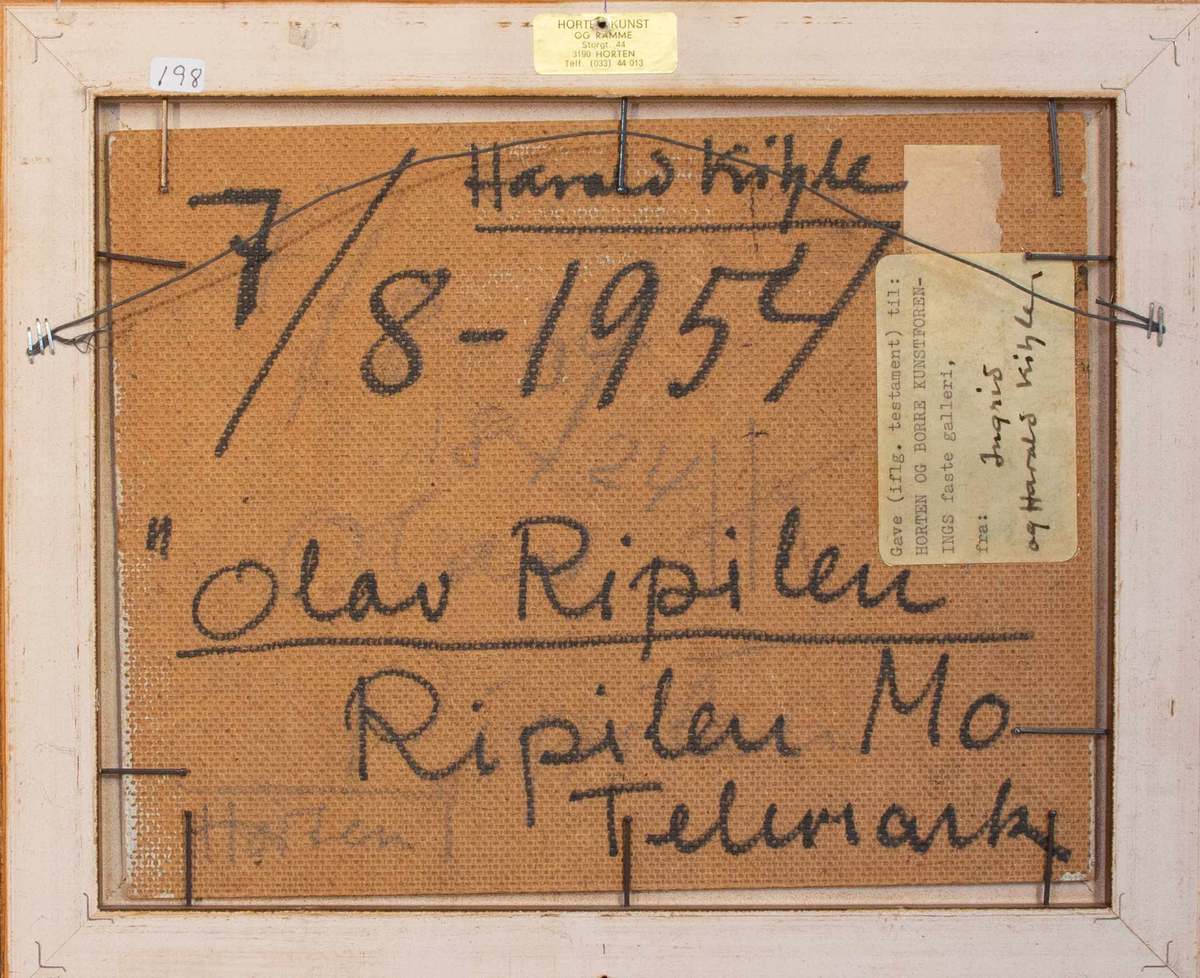 HORTEN KUNST
OG RAMME
Storgt. 44
3190 HORTEN
Telf. (033) 44 013
198
Harald Kihle
7/8-1954
Gave (iflg. testament) til:
HORTEN OG BORRE KUNSTFOREN-
INGS faste galleri,
fra: Ingrid
og Harald Kihle,
18/24
"Olav Ripilen
Ripilen Mo
Telemark
Horten